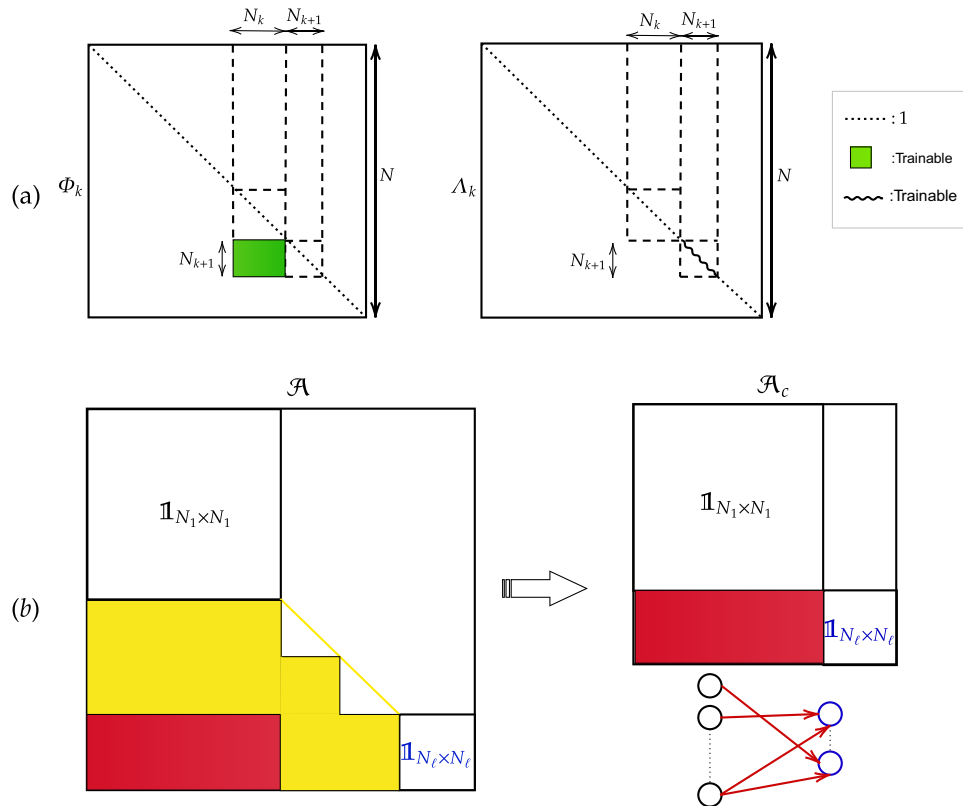 N_k N_{k+1}
N_k N_{k+1}
(a)
Φ_k
N
N_{k+1}
Λ_k
N
N_{k+1}
: 1
:Trainable
:Trainable
𝒜
𝒜_c
(b)
𝟙_{N_1×N_1}
𝟙_{N_ℓ×N_ℓ}
𝟙_{N_1×N_1}
𝟙_{N_ℓ×N_ℓ}